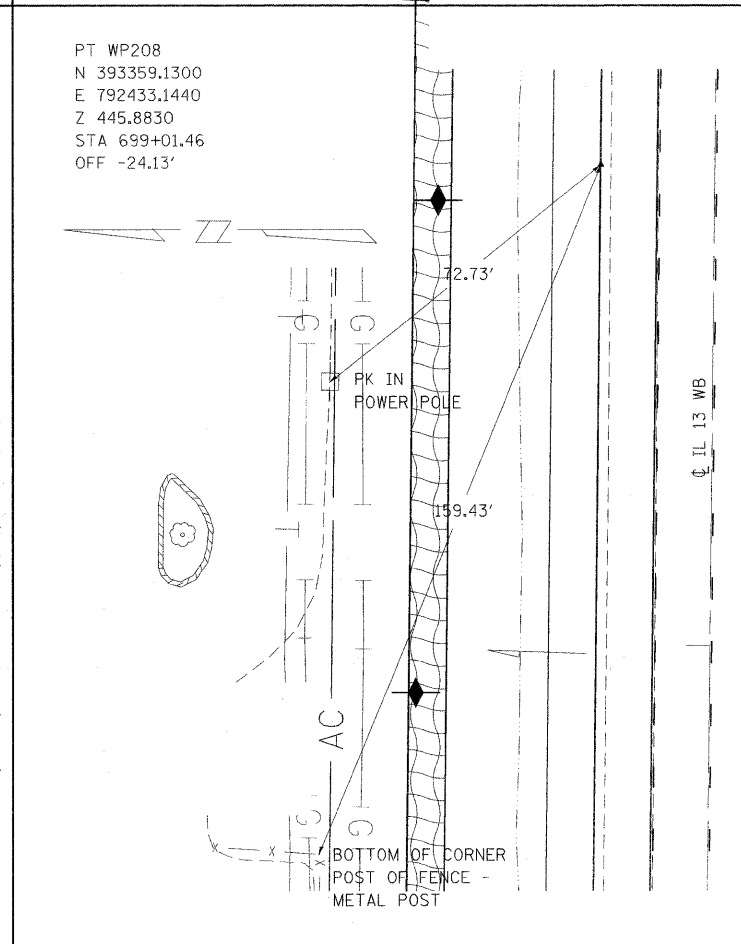 PT WP208
N 393359.1300
E 792433.1440
Z 445.8830
STA 699+01.46
OFF -24.13'
Z
72.73'
G G
PK IN
POWER POLE
℄ IL 13 WB
159.43'
T
AC
G G
X X
X
BOTTOM OF CORNER
POST OF FENCE -
METAL POST